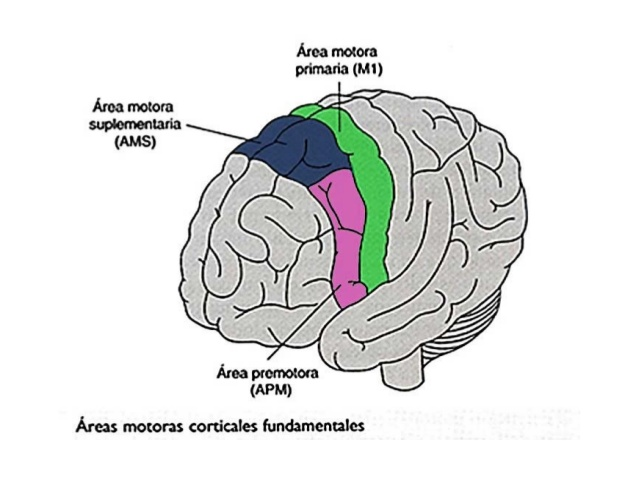 Área motora
primaria (M1)
Área motora
suplementaria
(AMS)
Área premotora
(APM)
Áreas motoras corticales fundamentales